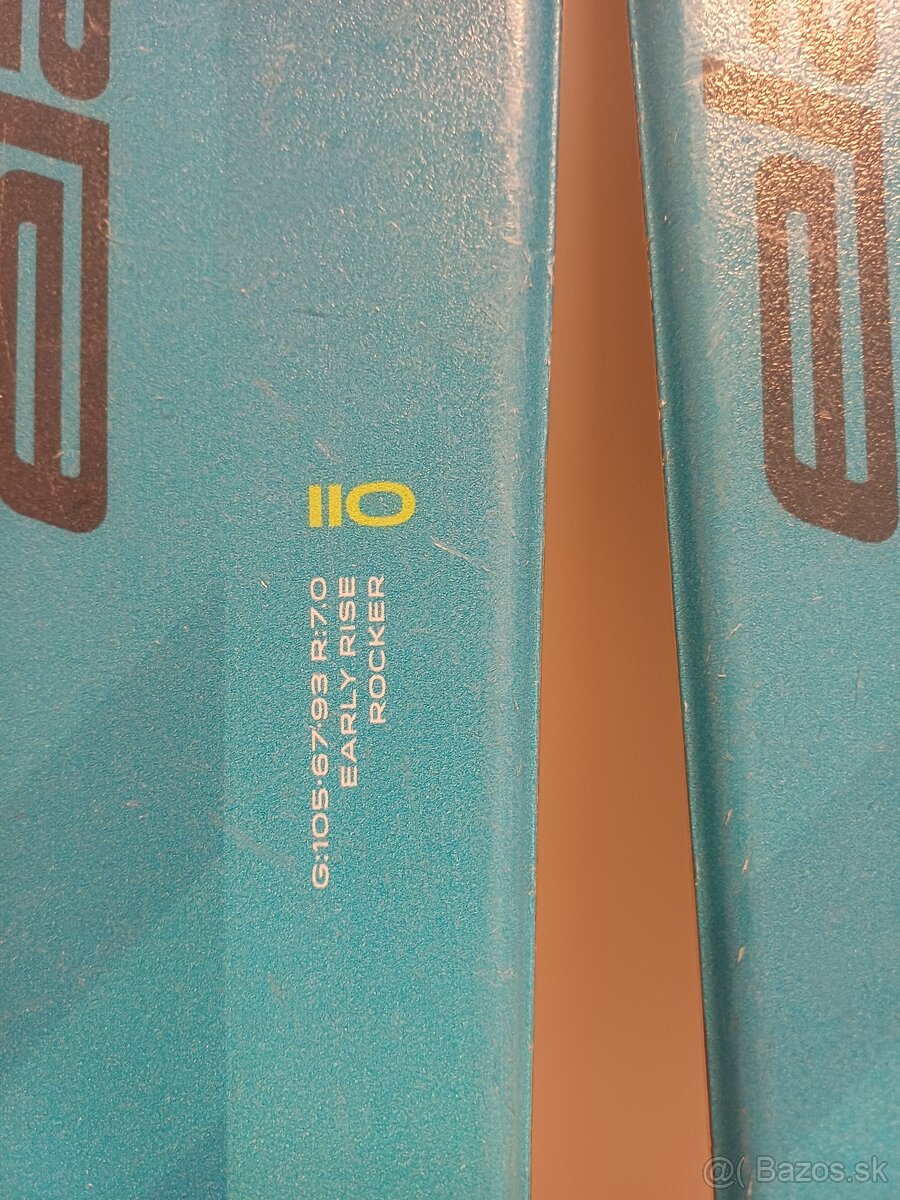 110
G:105•67•93 R:7.0
EARLY RISE
ROCKER
@( Bazos.sk